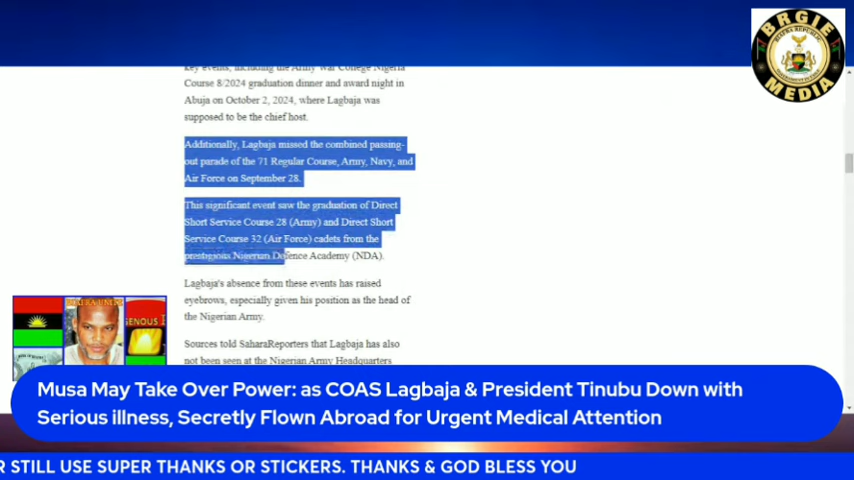 BRGIE
BIAFRA REPUBLIC
MEDIA
key events, including the Army War College Nigeria
Course 8/2024 graduation dinner and award night in
Abuja on October 2, 2024, where Lagbaja was
supposed to be the chief host.
Additionally, Lagbaja missed the combined passing-
out parade of the 71 Regular Course, Army, Navy, and
Air Force on September 28.
This significant event saw the graduation of Direct
Short Service Course 28 (Army) and Direct Short
Service Course 32 (Air Force) cadets from the
prestigious Nigerian Defence Academy (NDA).
Lagbaja's absence from these events has raised
eyebrows, especially given his position as the head of
the Nigerian Army.
Sources told SaharaReporters that Lagbaja has also
not been seen at the Nigerian Army Headquarters
Musa May Take Over Power: as COAS Lagbaja & President Tinubu Down with
Serious illness, Secretly Flown Abroad for Urgent Medical Attention
R STILL USE SUPER THANKS OR STICKERS. THANKS & GOD BLESS YOU